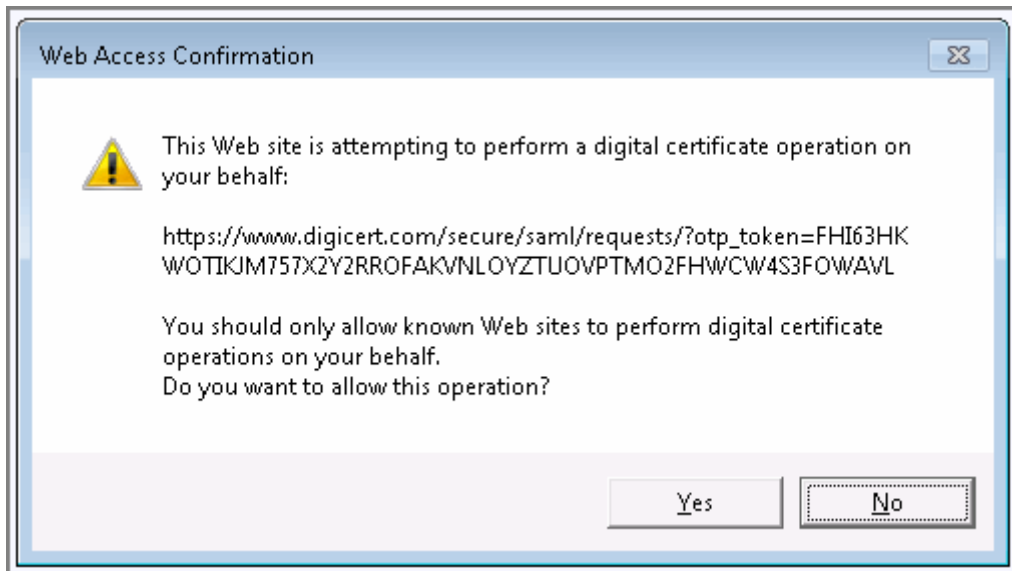 Web Access Confirmation
This Web site is attempting to perform a digital certificate operation on
your behalf:
https://www.digicert.com/secure/saml/requests/?otp_token=FHI63HK
WOTIKJM757X2Y2RROFAKVNLOYZTUOVPTMO2FHWCW4S3FOWAVL
You should only allow known Web sites to perform digital certificate
operations on your behalf.
Do you want to allow this operation?
Yes
No